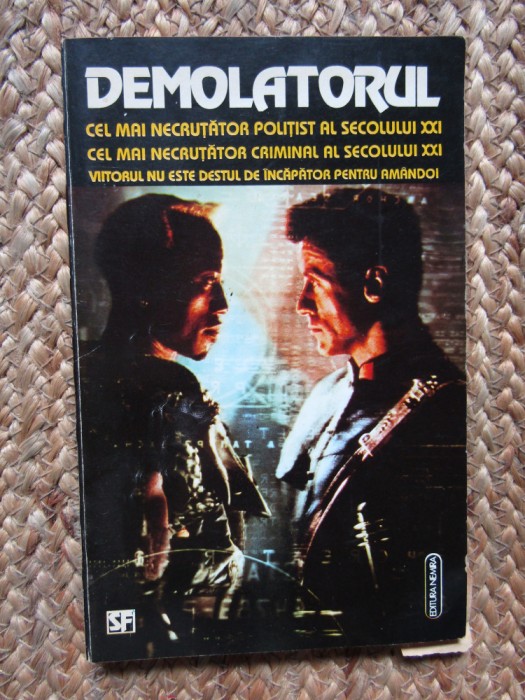 DEMOLATORUL
CEL MAI NECRUȚĂTOR POLIȚIST AL SECOLULUI XXI
CEL MAI NECRUȚĂTOR CRIMINAL AL SECOLULUI XXI
VIITORUL NU ESTE DESTUL DE ÎNCĂPĂTOR PENTRU AMÂNDOI
SF
EDITURA NEMIRA